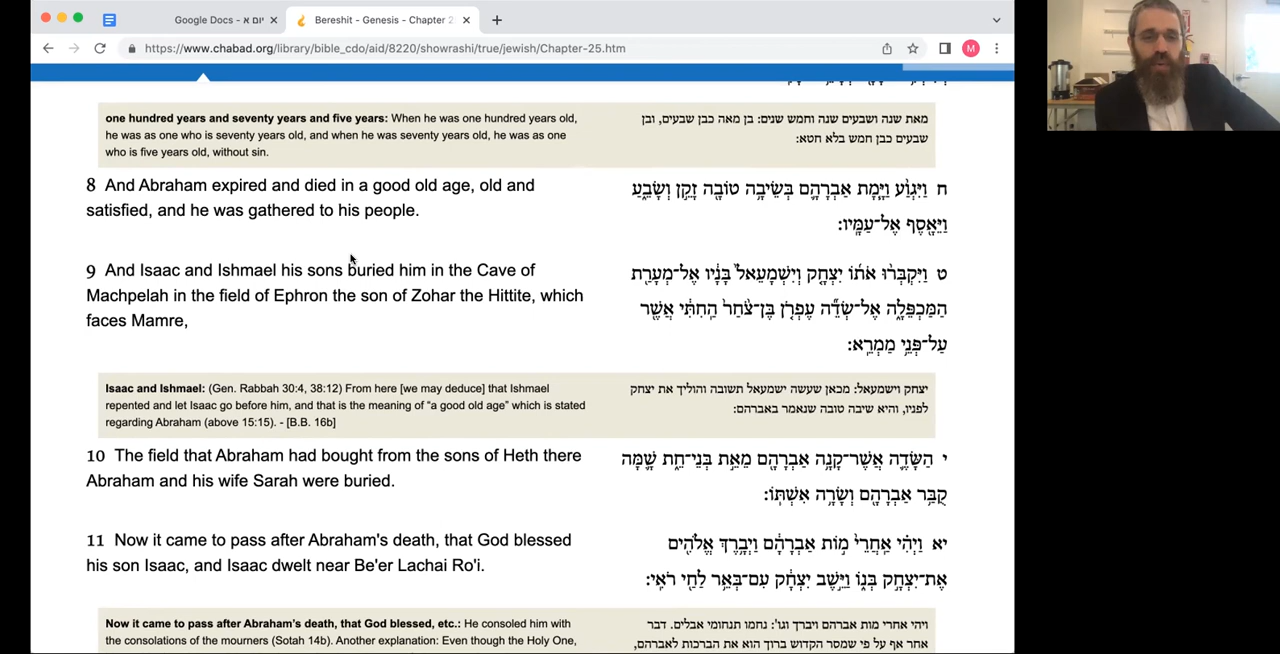 Google Docs - יום א
Bereshit - Genesis - Chapter 2
https://www.chabad.org/library/bible_cdo/aid/8220/showrashi/true/jewish/Chapter-25.htm
M
one hundred years and seventy years and five years: When he was one hundred years old,
he was as one who is seventy years old, and when he was seventy years old, he was as one
who is five years old, without sin.
מאת שנה ושבעים שנה וחמש שנים: בן מאה כבן שבעים, ובן
שבעים כבן חמש בלא חטא:
8 And Abraham expired and died in a good old age, old and
satisfied, and he was gathered to his people.
ח וַיִּגְוַ֨ע וַיָּ֧מָת אַבְרָהָ֛ם בְּשֵׂיבָ֥ה טוֹבָ֖ה זָקֵ֣ן וְשָׂבֵ֑עַ
וַיֵּאָ֖סֶף אֶל־עַמָּֽיו:
9 And Isaac and Ishmael his sons buried him in the Cave of
Machpelah in the field of Ephron the son of Zohar the Hittite, which
faces Mamre,
ט וַיִּקְבְּר֨וּ אֹת֜וֹ יִצְחָ֤ק וְיִשְׁמָעֵאל֙ בָּנָ֔יו אֶל־מְעָרַ֖ת
הַמַּכְפֵּלָ֑ה אֶל־שְׂדֵ֞ה עֶפְרֹ֤ן בֶּן־צֹ֨חַר֙ הַֽחִתִּ֔י אֲשֶׁ֖ר
עַל־פְּנֵ֥י מַמְרֵֽא:
Isaac and Ishmael: (Gen. Rabbah 30:4, 38:12) From here [we may deduce] that Ishmael
repented and let Isaac go before him, and that is the meaning of “a good old age” which is stated
regarding Abraham (above 15:15). - [B.B. 16b]
יצחק וישמעאל: מכאן שעשה ישמעאל תשובה והוליך את יצחק
לפניו, והיא שיבה טובה שנאמר באברהם:
10 The field that Abraham had bought from the sons of Heth there
Abraham and his wife Sarah were buried.
י הַשָּׂדֶ֛ה אֲשֶׁר־קָנָ֥ה אַבְרָהָ֖ם מֵאֵ֣ת בְּנֵי־חֵ֑ת שָׁ֛מָּה
קֻבַּ֥ר אַבְרָהָ֖ם וְשָׂרָ֥ה אִשְׁתּֽוֹ:
11 Now it came to pass after Abraham's death, that God blessed
his son Isaac, and Isaac dwelt near Be'er Lachai Ro'i.
יא וַיְהִ֗י אַֽחֲרֵי֙ מ֣וֹת אַבְרָהָ֔ם וַיְבָ֥רֶךְ אֱלֹהִ֖ים
אֶת־יִצְחָ֣ק בְּנ֑וֹ וַיֵּ֣שֶׁב יִצְחָ֔ק עִם־בְּאֵ֥ר לַחַ֖י רֹאִֽי:
Now it came to pass after Abraham’s death, that God blessed, etc.: He consoled him with
the consolations of the mourners (Sotah 14b). Another explanation: Even though the Holy One,
ויהי אחרי מות אברהם ויברך וגו': נחמו תנחומי אבלים. דבר
אחר אף על פי שמסר הקדוש ברוך הוא את הברכות לאברהם,